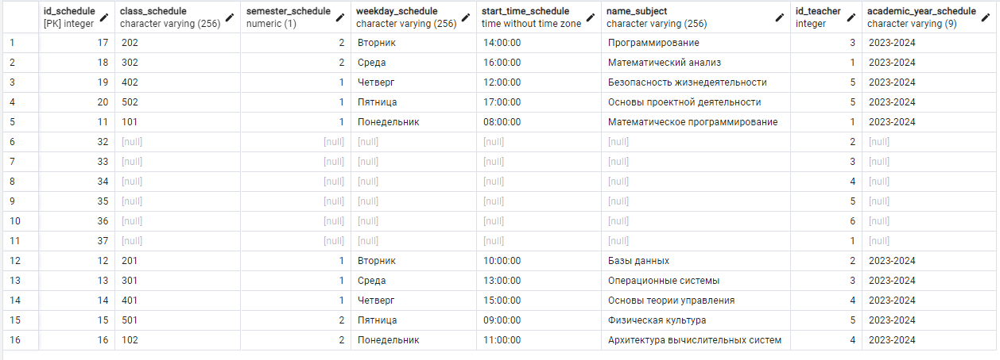 id_schedule class_schedule semester_schedule weekday_schedule start_time_schedule name_subject id_teacher academic_year_schedule
[PK] integer character varying (256) numeric (1) character varying (256) time without time zone character varying (256) integer character varying (9)
1 17 202 2 Вторник 14:00:00 Программирование 3 2023-2024
2 18 302 2 Среда 16:00:00 Математический анализ 1 2023-2024
3 19 402 1 Четверг 12:00:00 Безопасность жизнедеятельности 5 2023-2024
4 20 502 1 Пятница 17:00:00 Основы проектной деятельности 5 2023-2024
5 11 101 1 Понедельник 08:00:00 Математическое программирование 1 2023-2024
6 32 [null] [null] [null] [null] [null] 2 [null]
7 33 [null] [null] [null] [null] [null] 3 [null]
8 34 [null] [null] [null] [null] [null] 4 [null]
9 35 [null] [null] [null] [null] [null] 5 [null]
10 36 [null] [null] [null] [null] [null] 6 [null]
11 37 [null] [null] [null] [null] [null] 1 [null]
12 12 201 1 Вторник 10:00:00 Базы данных 2 2023-2024
13 13 301 1 Среда 13:00:00 Операционные системы 3 2023-2024
14 14 401 1 Четверг 15:00:00 Основы теории управления 4 2023-2024
15 15 501 2 Пятница 09:00:00 Физическая культура 5 2023-2024
16 16 102 2 Понедельник 11:00:00 Архитектура вычислительных систем 4 2023-2024